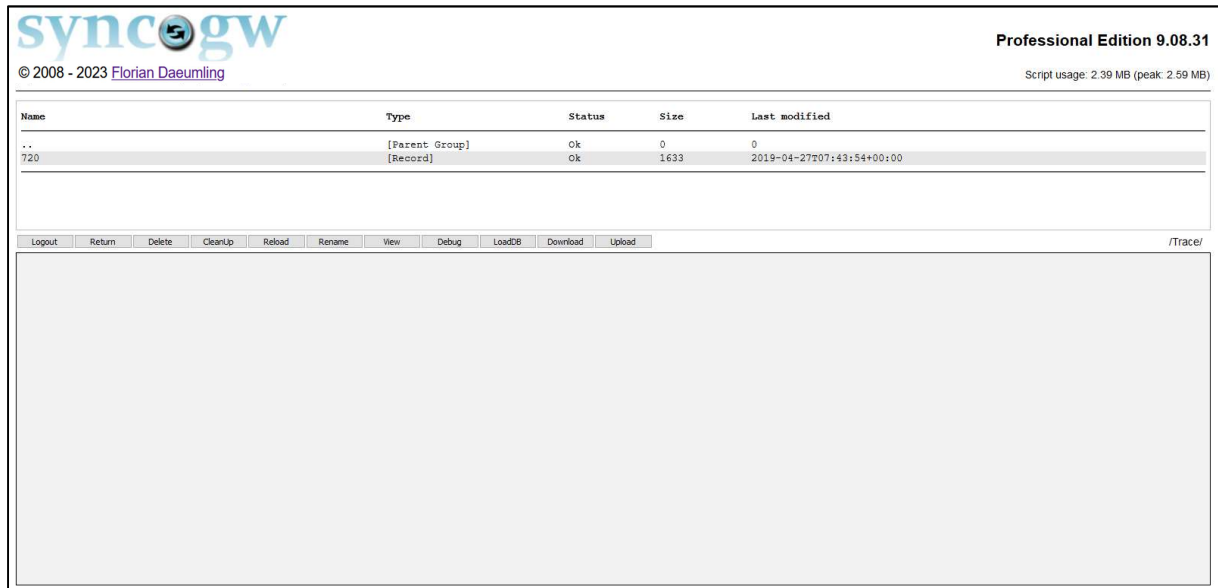 syncogw
Professional Edition 9.08.31
© 2008 - 2023 Florian Daeumling
Script usage: 2.39 MB (peak: 2.59 MB)
Name Type Status Size Last modified
.. [Parent Group] Ok 0 0
720 [Record] Ok 1633 2019-04-27T07:43:54+00:00
Logout Return Delete CleanUp Reload Rename View Debug LoadDB Download Upload /Trace/